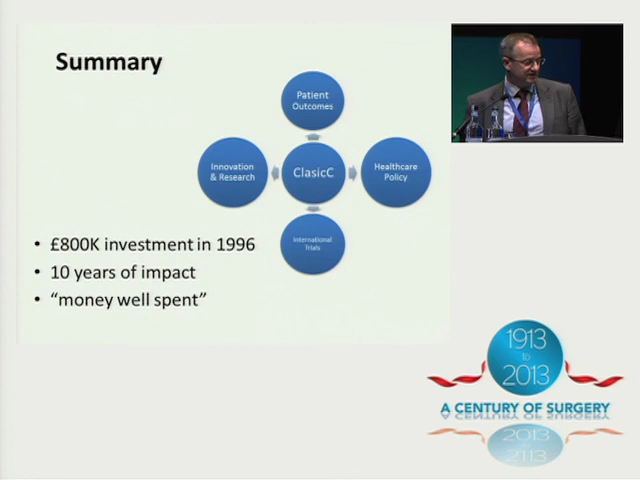 Summary
Patient
Outcomes
Innovation
& Research
ClasicC
Healthcare
Policy
International
Trials
• £800K investment in 1996
• 10 years of impact
• “money well spent”
1913
to
2013
A CENTURY OF SURGERY